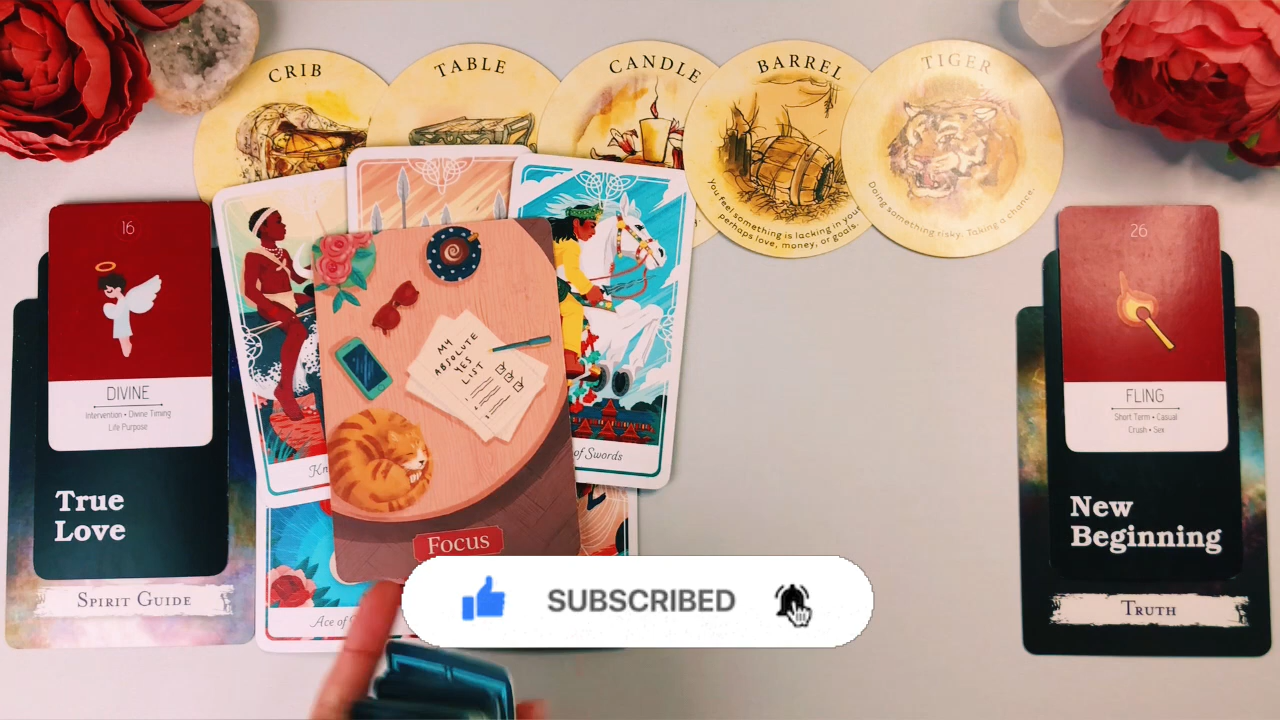 CRIB
TABLE
CANDLE
BARREL
You feel something is lacking in your
perhaps love, money, or goals.
TIGER
Doing something risky. Taking a chance.
16
DIVINE
Intervention • Divine Timing
Life Purpose
True
Love
SPIRIT GUIDE
MY
ABSOLUTE
YES
LIST
Focus
of Swords
Ace of
26
FLING
Short Term • Casual
Crush • Sex
New
Beginning
TRUTH
SUBSCRIBED